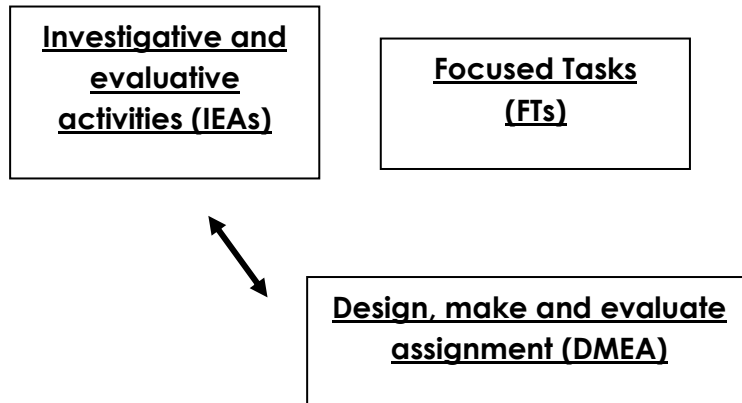 Investigative and
evaluative
activities (IEAs)
Focused Tasks
(FTs)
Design, make and evaluate
assignment (DMEA)